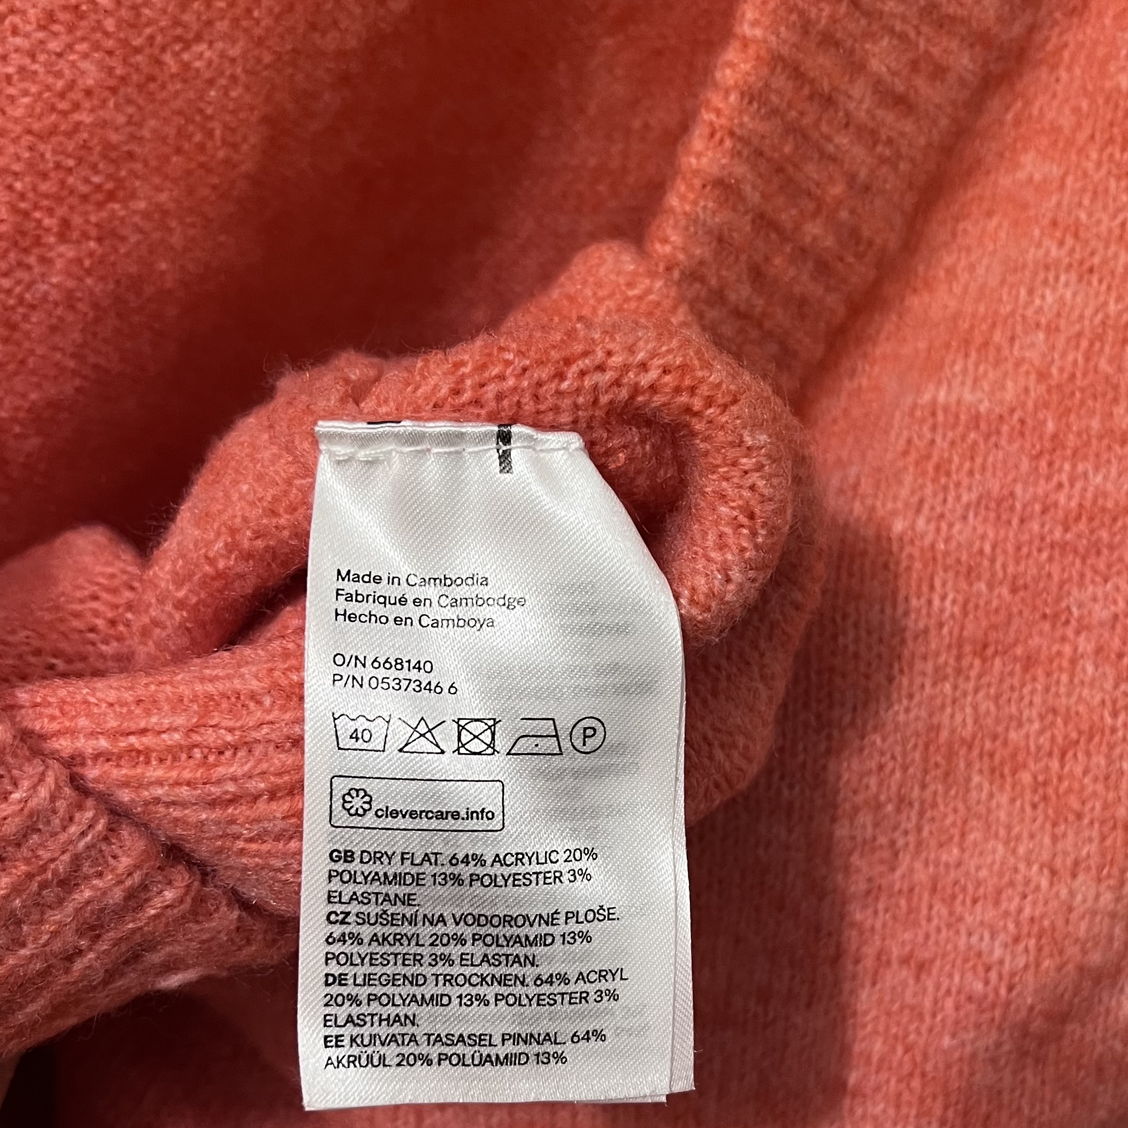 Made in Cambodia
Fabriqué en Cambodge
Hecho en Camboya
O/N 668140
P/N 0537346 6
40
P
clevercare.info
GB DRY FLAT. 64% ACRYLIC 20%
POLYAMIDE 13% POLYESTER 3%
ELASTANE.
CZ SUŠENÍ NA VODOROVNÉ PLOŠE.
64% AKRYL 20% POLYAMID 13%
POLYESTER 3% ELASTAN.
DE LIEGEND TROCKNEN. 64% ACRYL
20% POLYAMID 13% POLYESTER 3%
ELASTHAN.
EE KUIVATA TASASEL PINNAL. 64%
AKRÜÜL 20% POLÜAMIID 13%